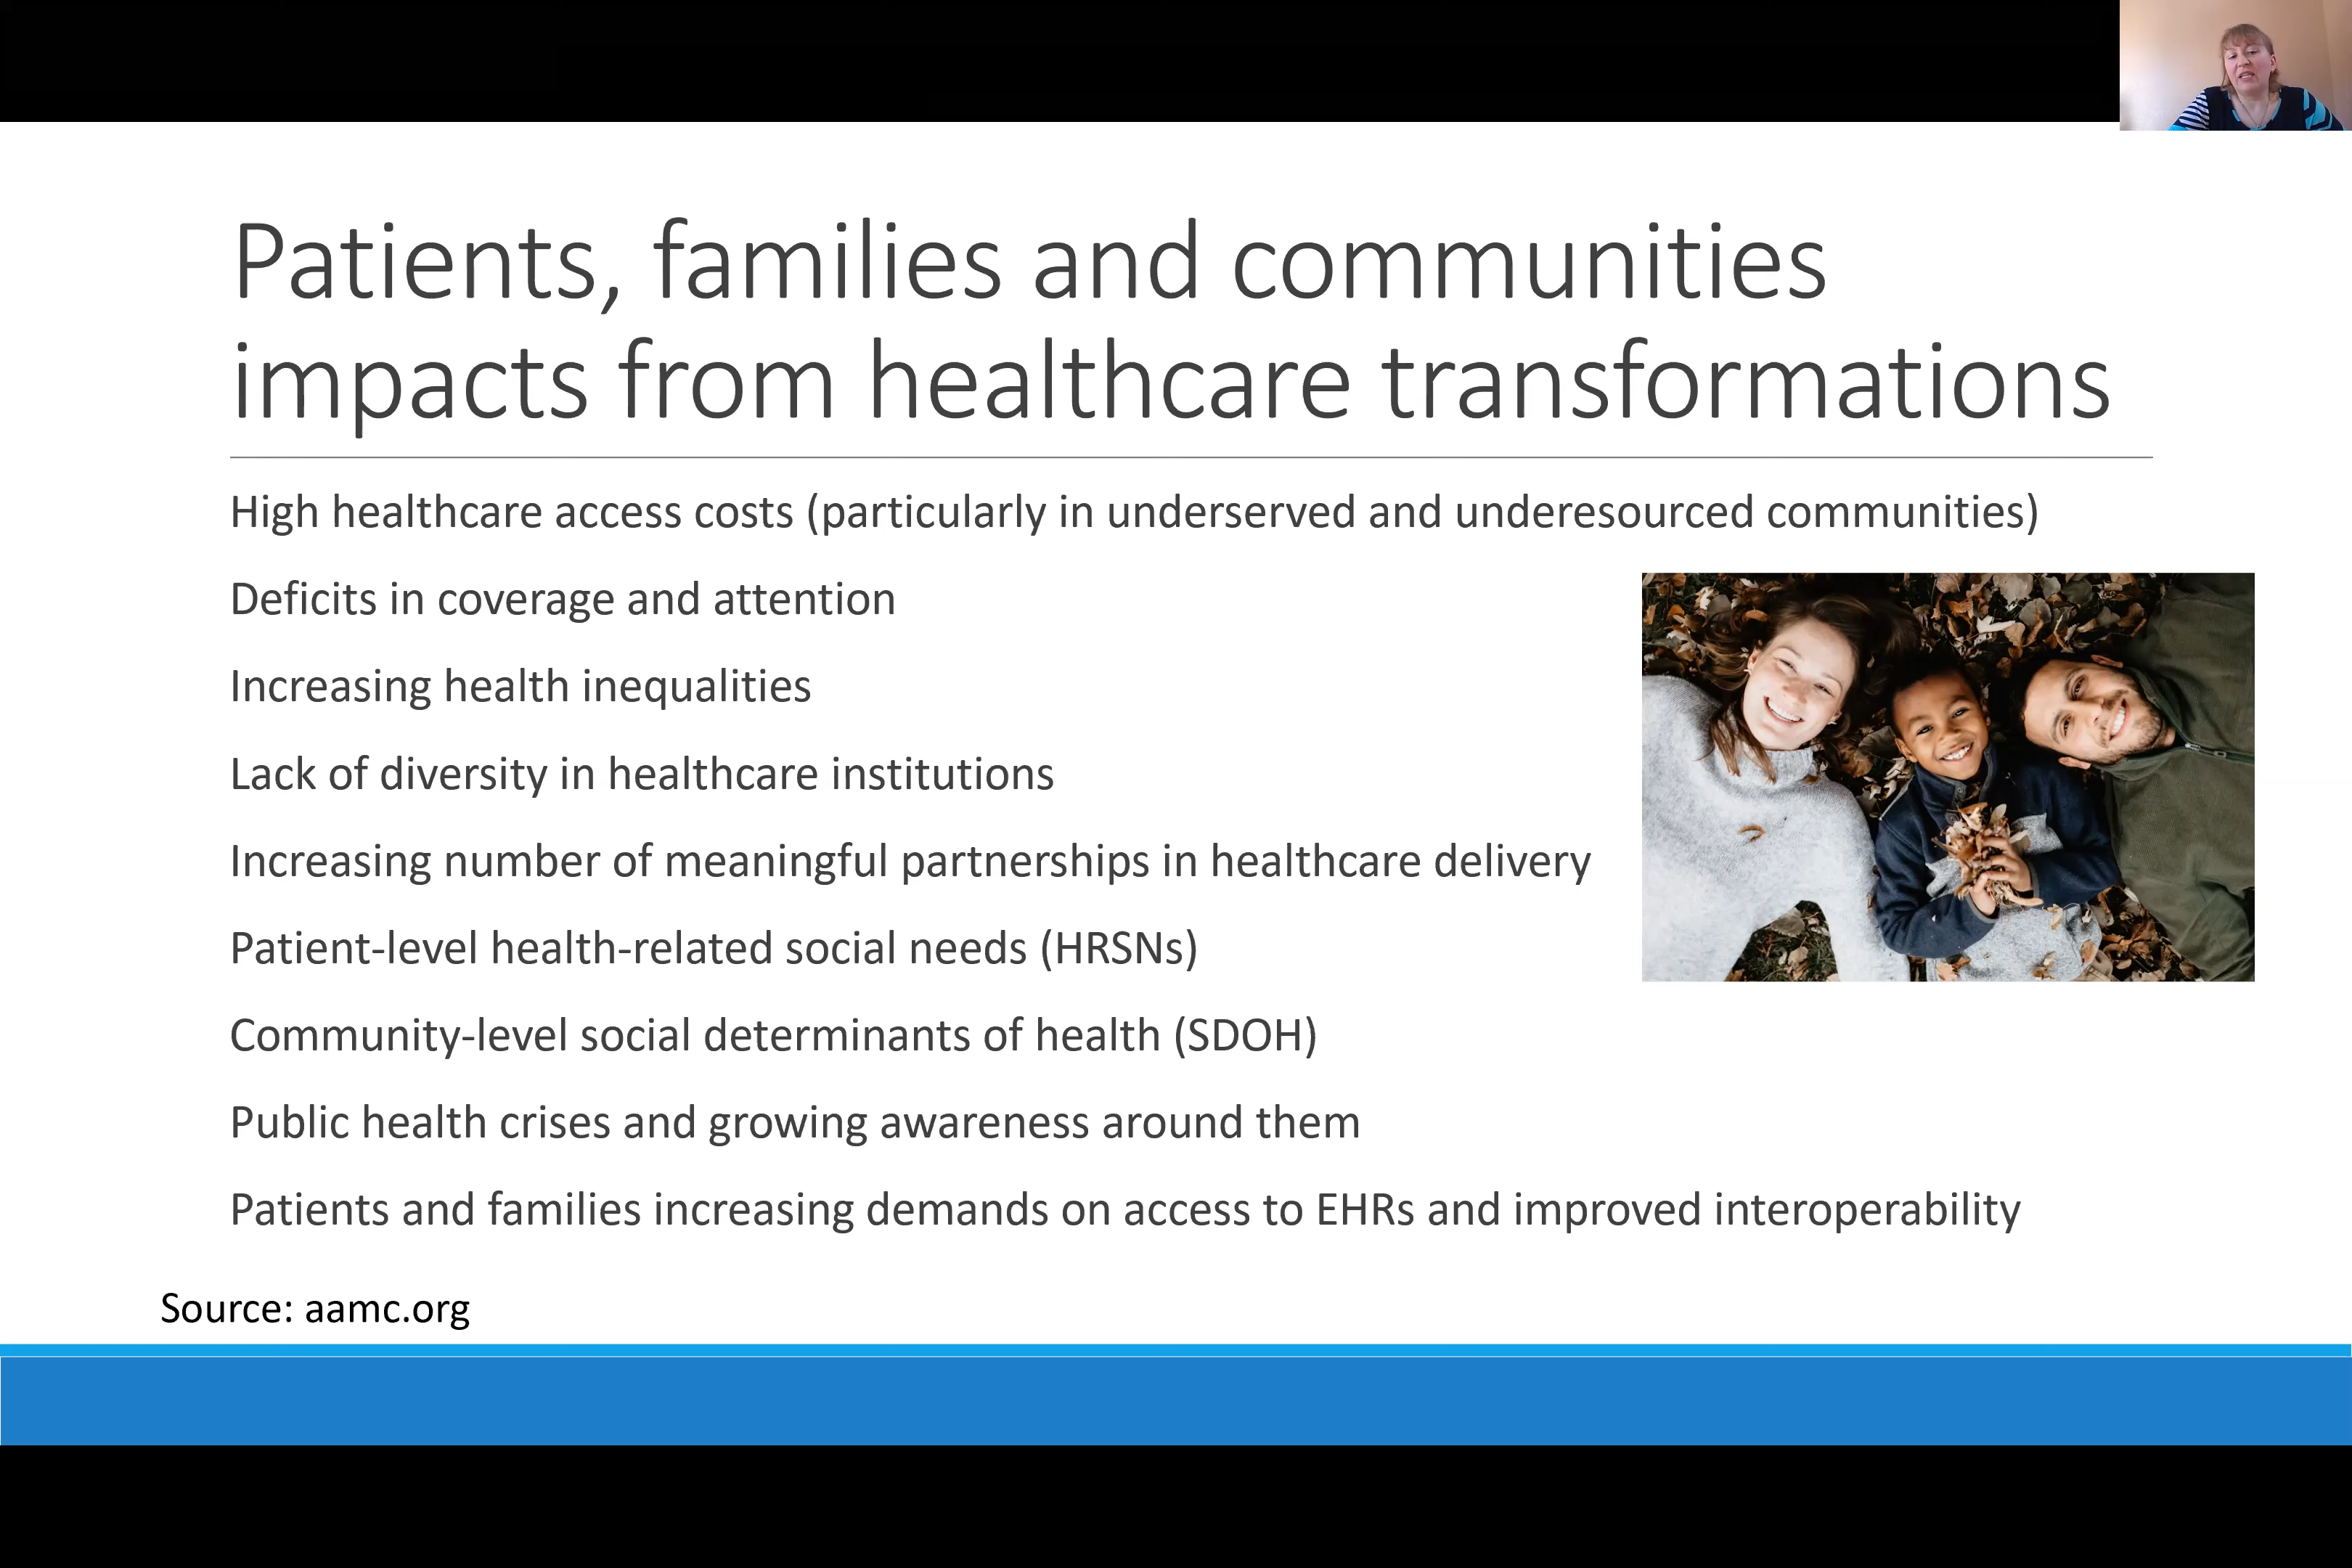 Patients, families and communities
impacts from healthcare transformations
High healthcare access costs (particularly in underserved and underesourced communities)
Deficits in coverage and attention
Increasing health inequalities
Lack of diversity in healthcare institutions
Increasing number of meaningful partnerships in healthcare delivery
Patient-level health-related social needs (HRSNs)
Community-level social determinants of health (SDOH)
Public health crises and growing awareness around them
Patients and families increasing demands on access to EHRs and improved interoperability
Source: aamc.org